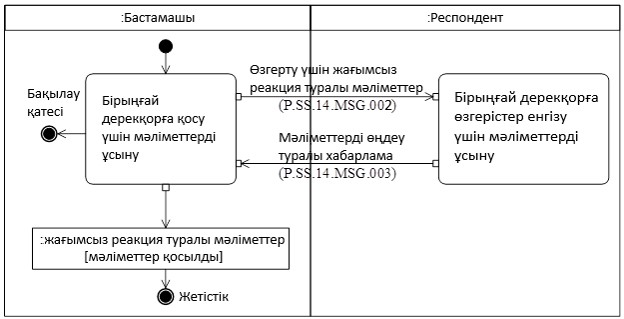 :Бастамашы
:Респондент
Өзгерту үшін жағымсыз
реакция туралы мәліметтер
(P.SS.14.MSG.002)
Бақылау
қатесі
Бірыңғай
дерекқорға қосу
үшін мәліметтерді
ұсыну
Бірыңғай дерекқорға
өзгерістер енгізу
үшін мәліметтерді
ұсыну
Мәліметтерді өңдеу
туралы хабарлама
(P.SS.14.MSG.003)
:жағымсыз реакция туралы мәліметтер
[мәліметтер қосылды]
Жетістік